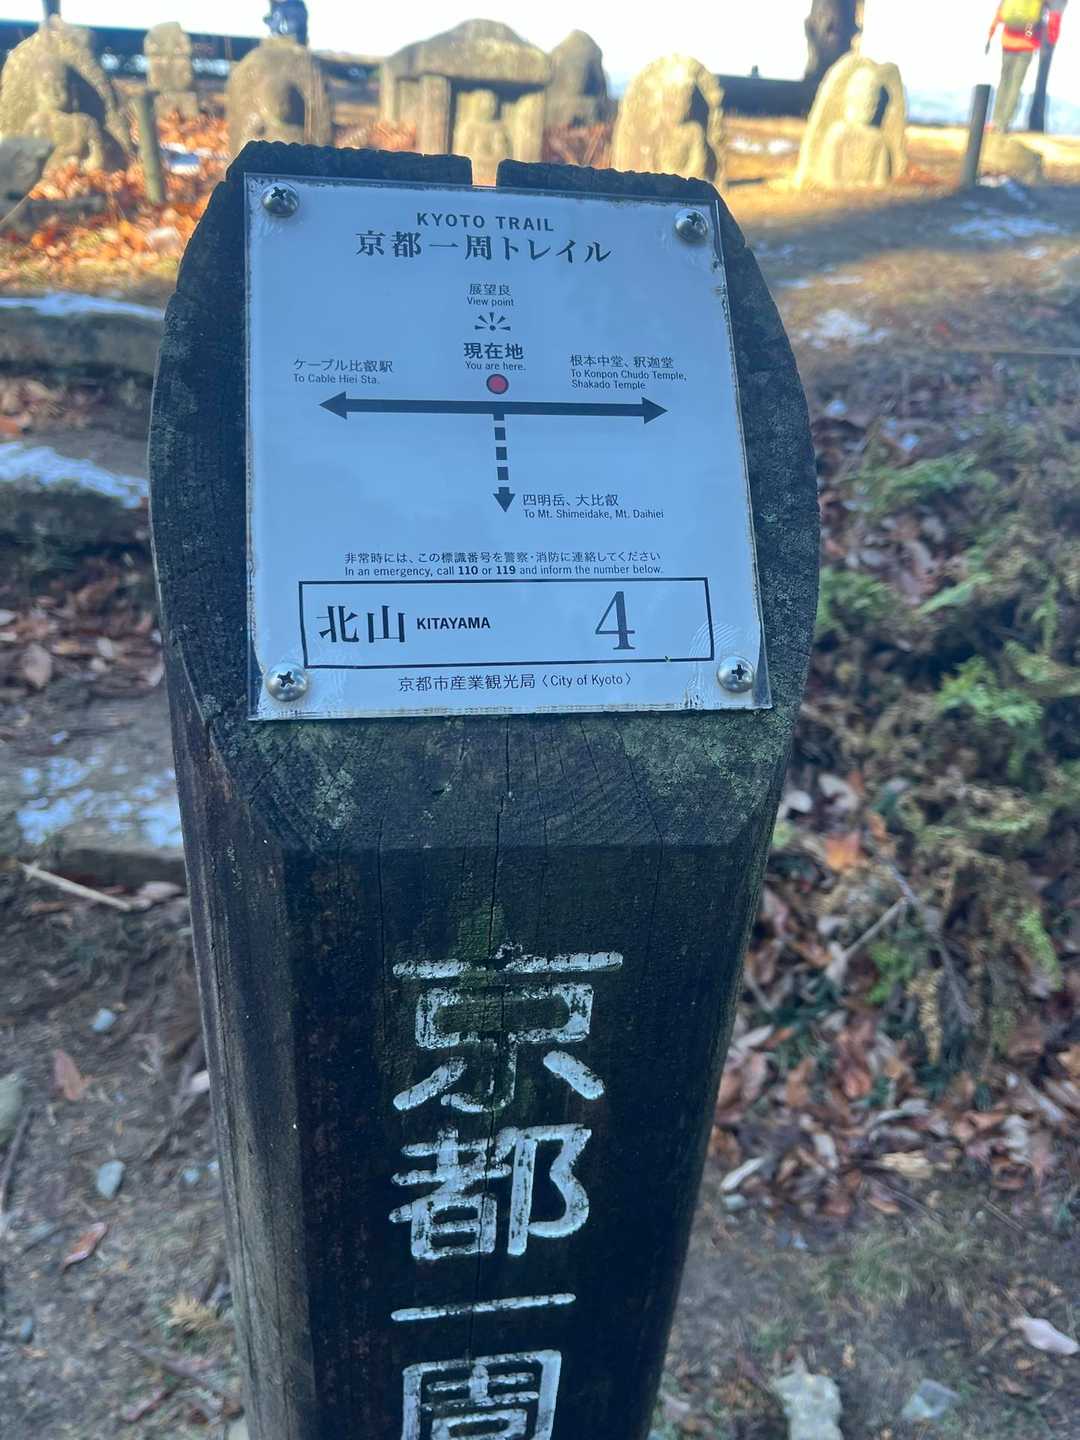 KYOTO TRAIL
京都一周トレイル
展望良
View point
現在地
You are here.
ケーブル比叡駅
To Cable Hiei Sta.
根本中堂、釈迦堂
To Konpon Chudo Temple,
Shakado Temple
四明岳、大比叡
To Mt. Shimeidake, Mt. Daihiei
非常時には、この標識番号を警察・消防に連絡してください
In an emergency, call 110 or 119 and inform the number below.
北山 KITAYAMA 4
京都市産業観光局〈City of Kyoto〉
京都一周